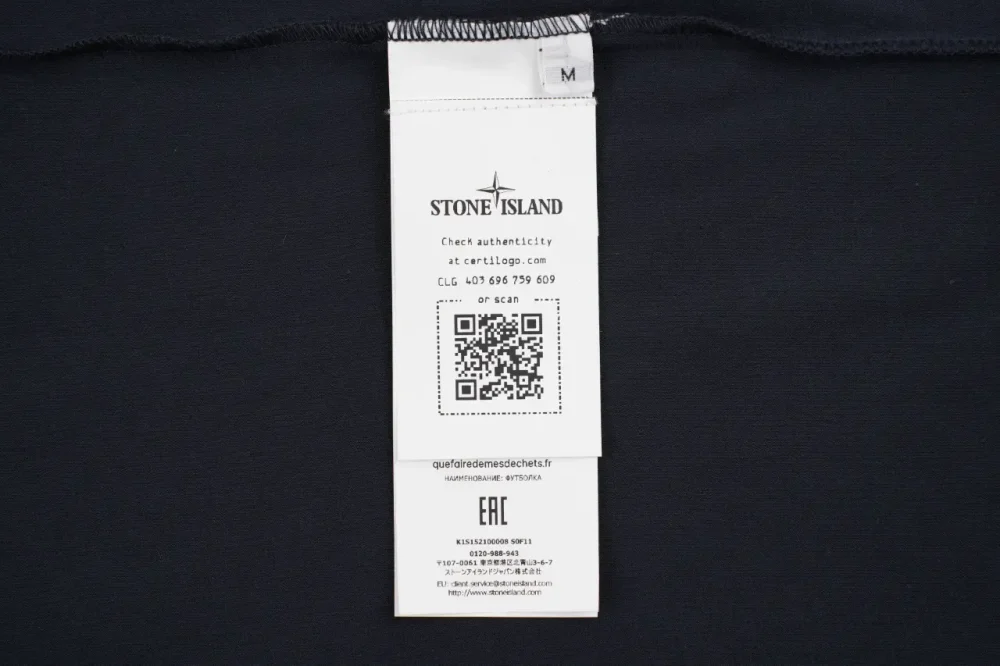 M
STONE ISLAND
Check authenticity
at certilogo.com
CLG 403 696 759 609
or scan
quefairedemesdechets.fr
НАИМЕНОВАНИЕ: ФУТБОЛКА
EAC
K1S152100009 S0F11
0120-988-943
〒107-0061 東京都港区北青山3-6-7
ストーンアイランドジャパン株式会社
EU: client.service@stoneisland.com
http://www.stoneisland.com